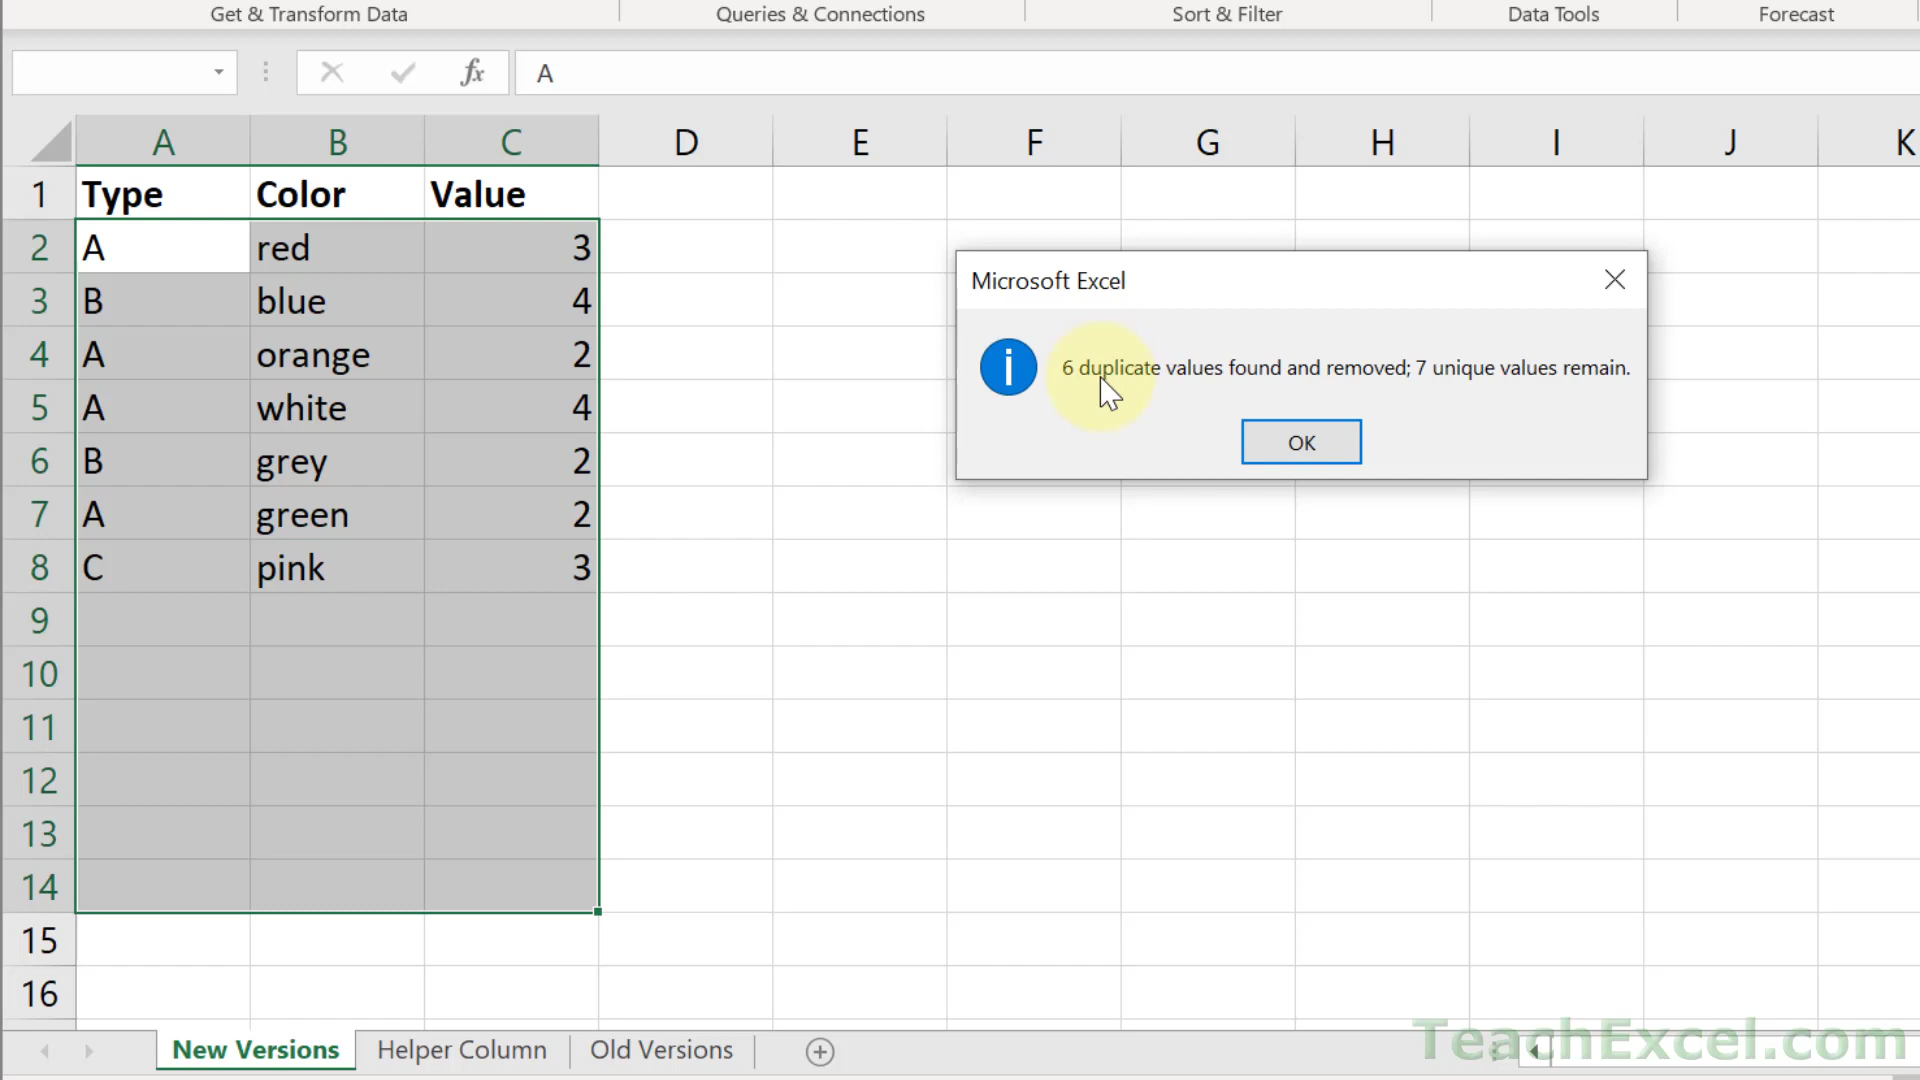 Get & Transform Data Queries & Connections Sort & Filter Data Tools Forecast
fx A
A B C D E F G H I J K
1 Type Color Value
2 A red 3
3 B blue 4
4 A orange 2
5 A white 4
6 B grey 2
7 A green 2
8 C pink 3
9
10
11
12
13
14
15
16
Microsoft Excel
6 duplicate values found and removed; 7 unique values remain.
OK
New Versions Helper Column Old Versions
TeachExcel.com